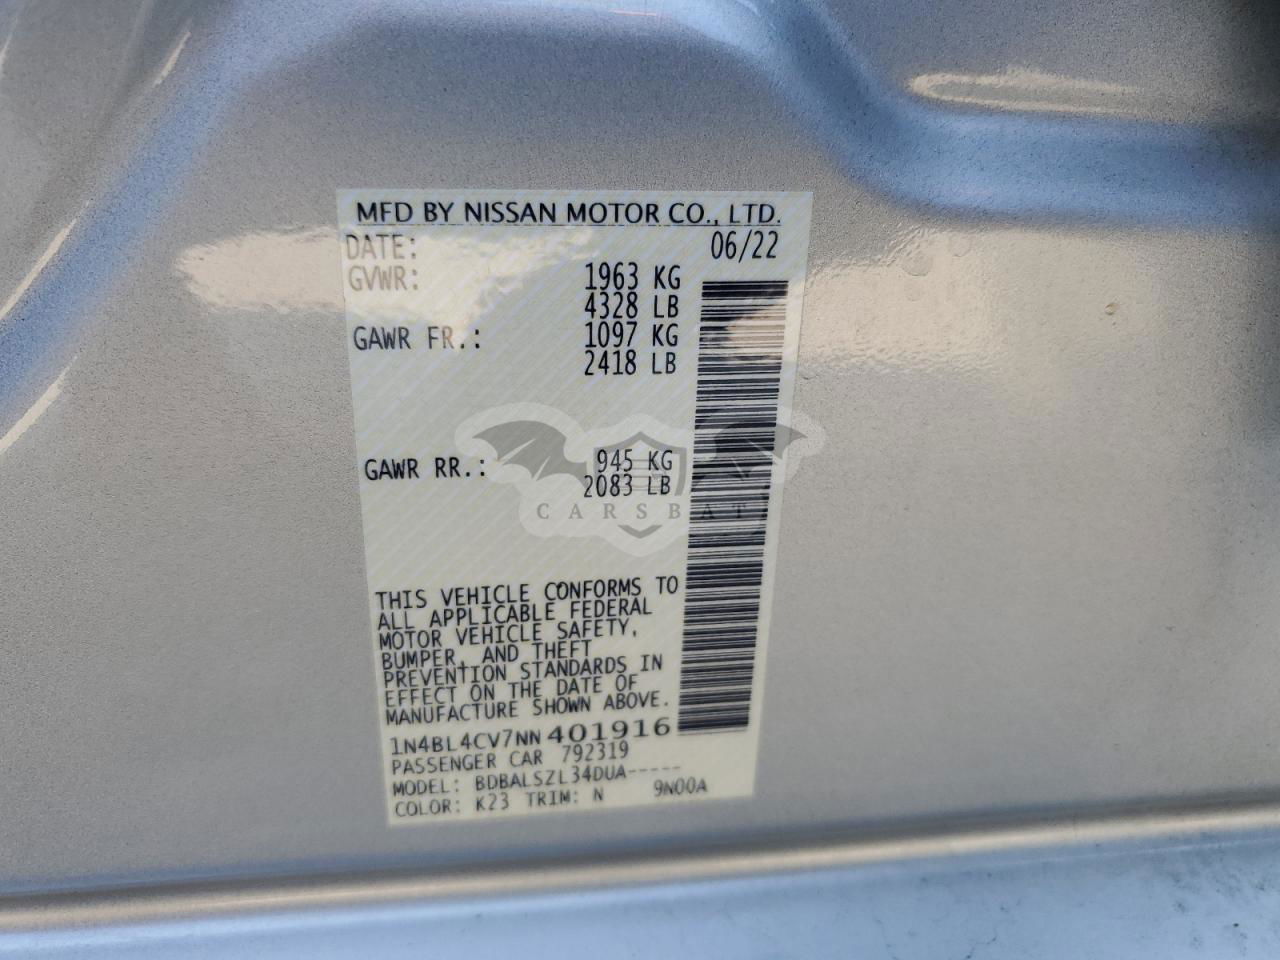 MFD BY NISSAN MOTOR CO., LTD.
DATE: 06/22
GVWR: 1963 KG
4328 LB
GAWR FR.: 1097 KG
2418 LB
GAWR RR.: 945 KG
2083 LB
CARSBAT
THIS VEHICLE CONFORMS TO
ALL APPLICABLE FEDERAL
MOTOR VEHICLE SAFETY,
BUMPER, AND THEFT
PREVENTION STANDARDS IN
EFFECT ON THE DATE OF
MANUFACTURE SHOWN ABOVE.
1N4BL4CV7NN401916
PASSENGER CAR 792319
MODEL: BDBALSZL34DUA-----
COLOR: K23 TRIM: N 9N00A